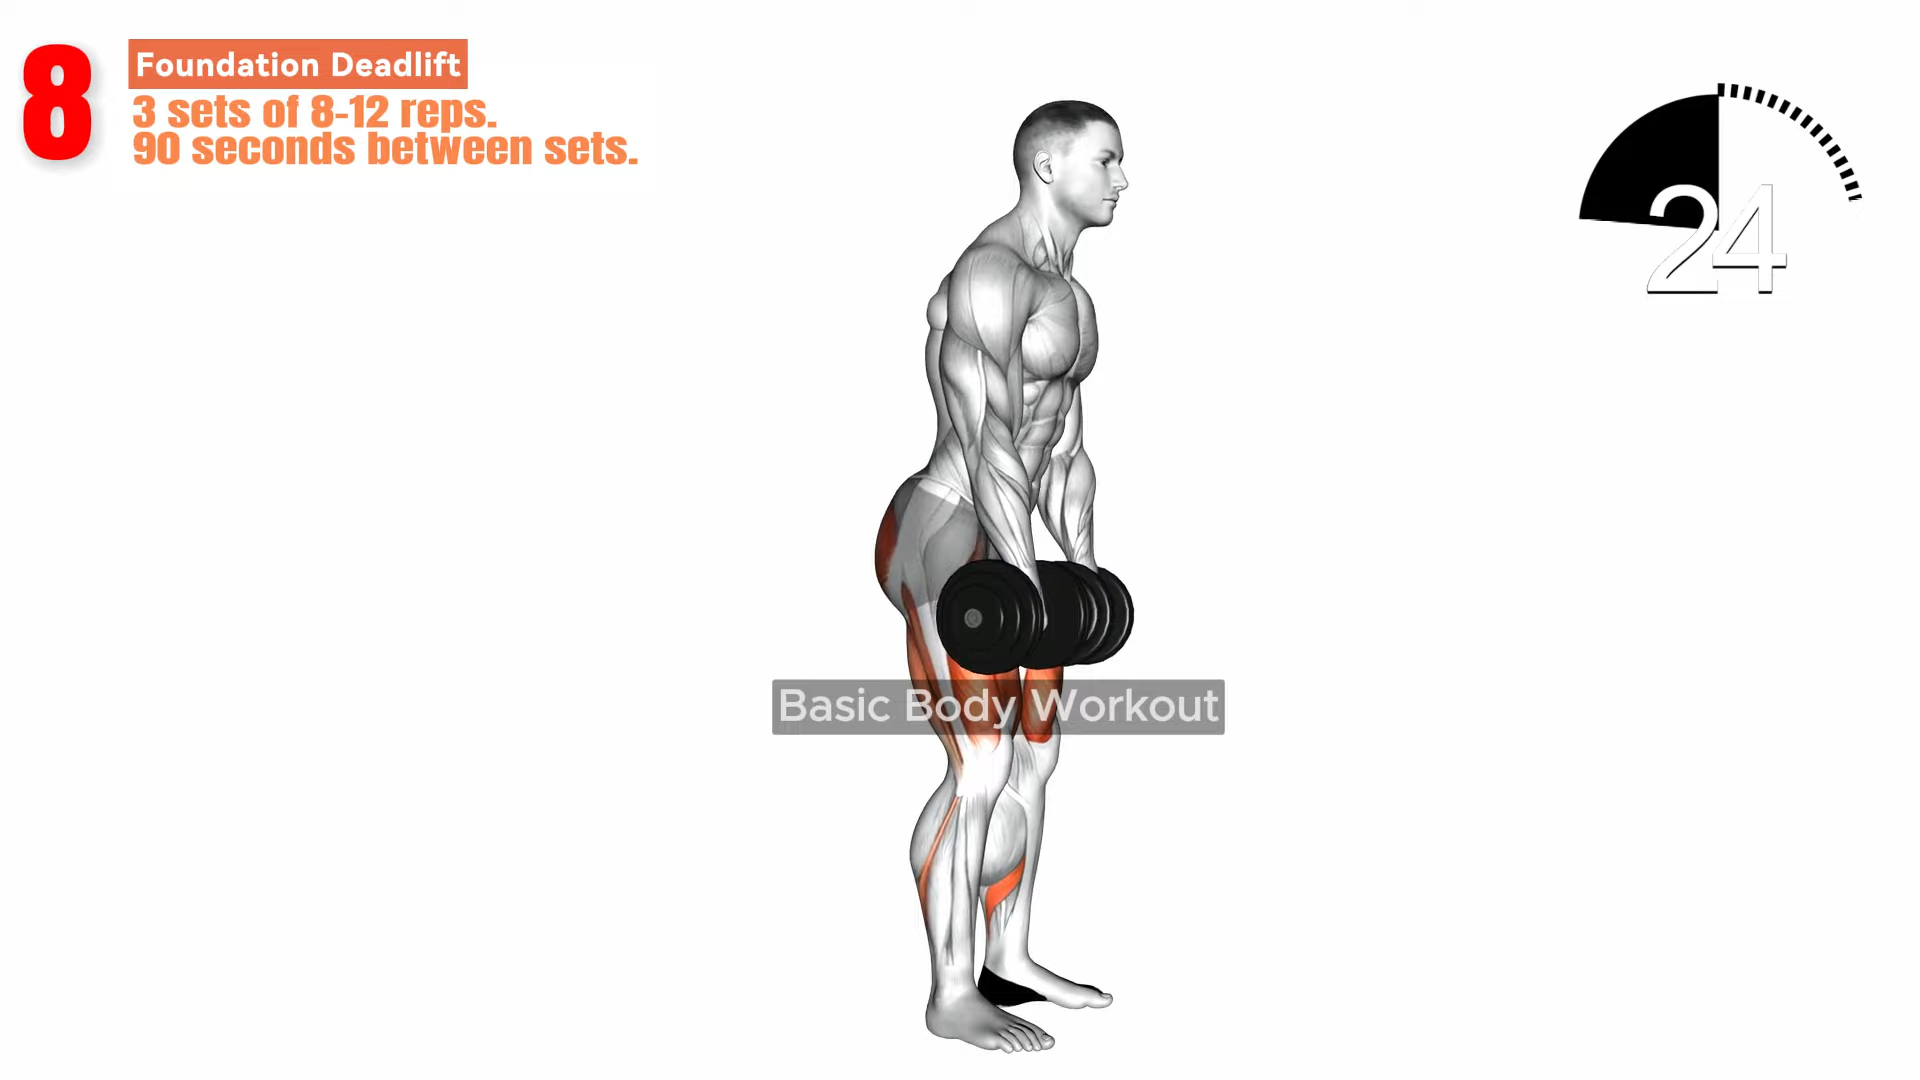 8
Foundation Deadlift
3 sets of 8-12 reps.
90 seconds between sets.
24
Basic Body Workout